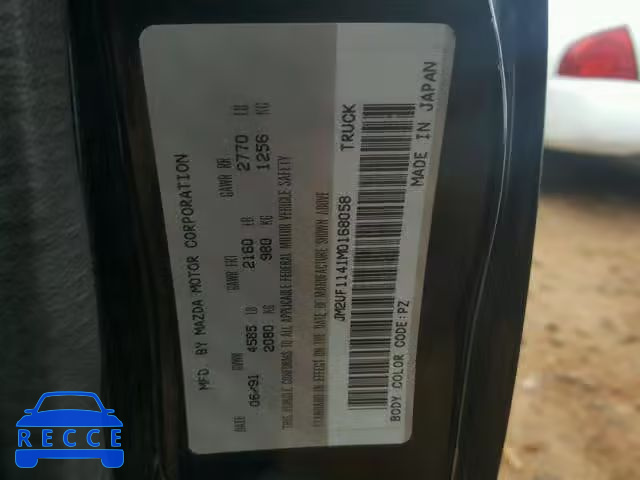 MFD. BY MAZDA MOTOR CORPORATION
DATE GVWR GAWR FRT GAWR RR
06/91 4585 LB 2160 LB 2770 LB
2080 KG 980 KG 1256 KG
THIS VEHICLE CONFORMS TO ALL APPLICABLE FEDERAL MOTOR VEHICLE SAFETY
STANDARDS IN EFFECT ON THE DATE OF MANUFACTURE SHOWN ABOVE.
JM2UF1141M0168058 TRUCK
BODY COLOR CODE:PZ MADE IN JAPAN
RECCE